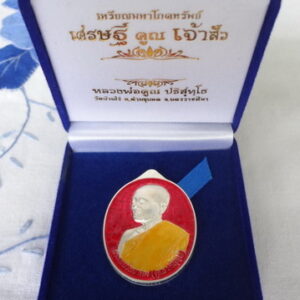 เหรียญมหาโภคทรัพย์
เศรษฐี คูณ เจ้าสัว
หลวงพ่อคูณ ปริสุทฺโธ
วัดบ้านไร่ อ.ด่านขุนทด จ.นครราชสีมา